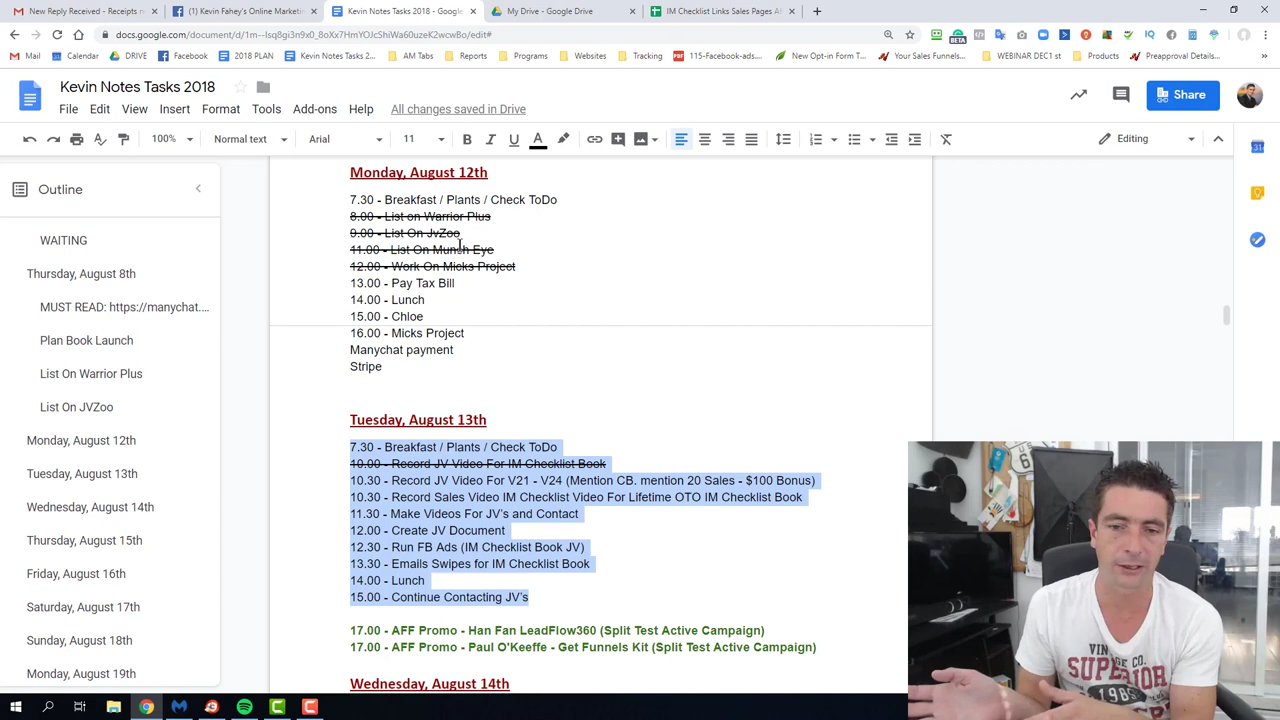 [1] New Email - Receipts n
(1) Kevin Fahey's Online Market
Kevin Notes Tasks 2018 - Google
My Drive - Google Drive
IM Checklist Links Sales Pages A
Mail
Calendar
DRIVE
Facebook
2018 PLAN
Kevin Notes Tasks 2...
AM Tabs
Reports
Programs
Websites
Tracking
115-Facebook-ads...
New Opt-in Form T...
Your Sales Funnels...
WEBINAR DEC1 st
Preapproval Details...
Kevin Notes Tasks 2018
File Edit View Insert Format Tools Add-ons Help All changes saved in Drive
Share
100% Normal text Arial 11 B I U A Editing
Outline
WAITING
Thursday, August 8th
MUST READ: https://manychat....
Plan Book Launch
List On Warrior Plus
List On JVZoo
Monday, August 12th
Tuesday, August 13th
Wednesday, August 14th
Thursday, August 15th
Friday, August 16th
Saturday, August 17th
Sunday, August 18th
Monday, August 19th
Monday, August 12th
7.30 - Breakfast / Plants / Check ToDo
8.00 - List on Warrior Plus
9.00 - List On JvZoo
11.00 - List On Munch Eye
12.00 - Work On Micks Project
13.00 - Pay Tax Bill
14.00 - Lunch
15.00 - Chloe
16.00 - Micks Project
Manychat payment
Stripe
Tuesday, August 13th
7.30 - Breakfast / Plants / Check ToDo
10.00 - Record JV Video For IM Checklist Book
10.30 - Record JV Video For V21 - V24 (Mention CB. mention 20 Sales - $100 Bonus)
10.30 - Record Sales Video IM Checklist Video For Lifetime OTO IM Checklist Book
11.30 - Make Videos For JV's and Contact
12.00 - Create JV Document
12.30 - Run FB Ads (IM Checklist Book JV)
13.30 - Emails Swipes for IM Checklist Book
14.00 - Lunch
15.00 - Continue Contacting JV's
17.00 - AFF Promo - Han Fan LeadFlow360 (Split Test Active Campaign)
17.00 - AFF Promo - Paul O'Keeffe - Get Funnels Kit (Split Test Active Campaign)
Wednesday, August 14th
SUPERIOR